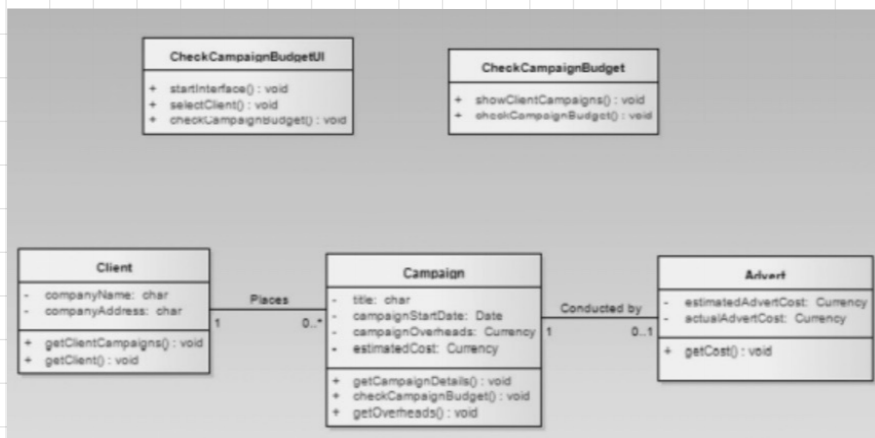 CheckCampaignBudgetUI
+ startInterface() : void
+ selectClient() : void
+ checkCampaignBudget() : void
CheckCampaignBudget
+ showClientCampaigns() : void
+ checkCampaignBudget() : void
Client
- companyName: char
- companyAddress: char
+ getClientCampaigns() : void
+ getClient() : void
Places
1
0..*
Campaign
- title: char
- campaignStartDate: Date
- campaignOverheads: Currency
- estimatedCost: Currency
+ getCampaignDetails() : void
+ checkCampaignBudget() : void
+ getOverheads() : void
Conducted by
1
0..1
Advert
- estimatedAdvertCost: Currency
- actualAdvertCost: Currency
+ getCost() : void